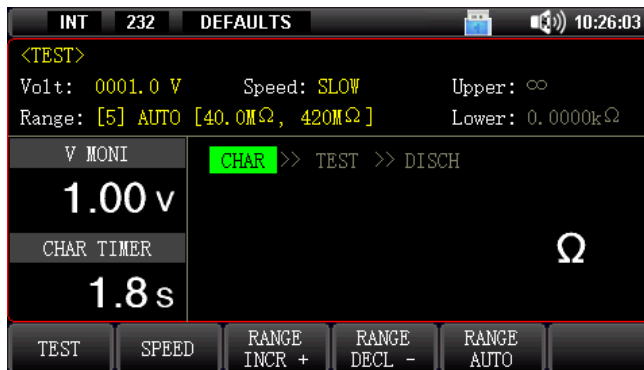 INT 232 DEFAULTS 10:26:03
<TEST>
Volt: 0001.0 V Speed: SLOW Upper: ∞
Range: [5] AUTO [40.0MΩ, 420MΩ] Lower: 0.0000kΩ
V MONI CHAR >> TEST >> DISCH
1.00 v
CHAR TIMER Ω
1.8 s
TEST SPEED RANGE INCR + RANGE DECL - RANGE AUTO